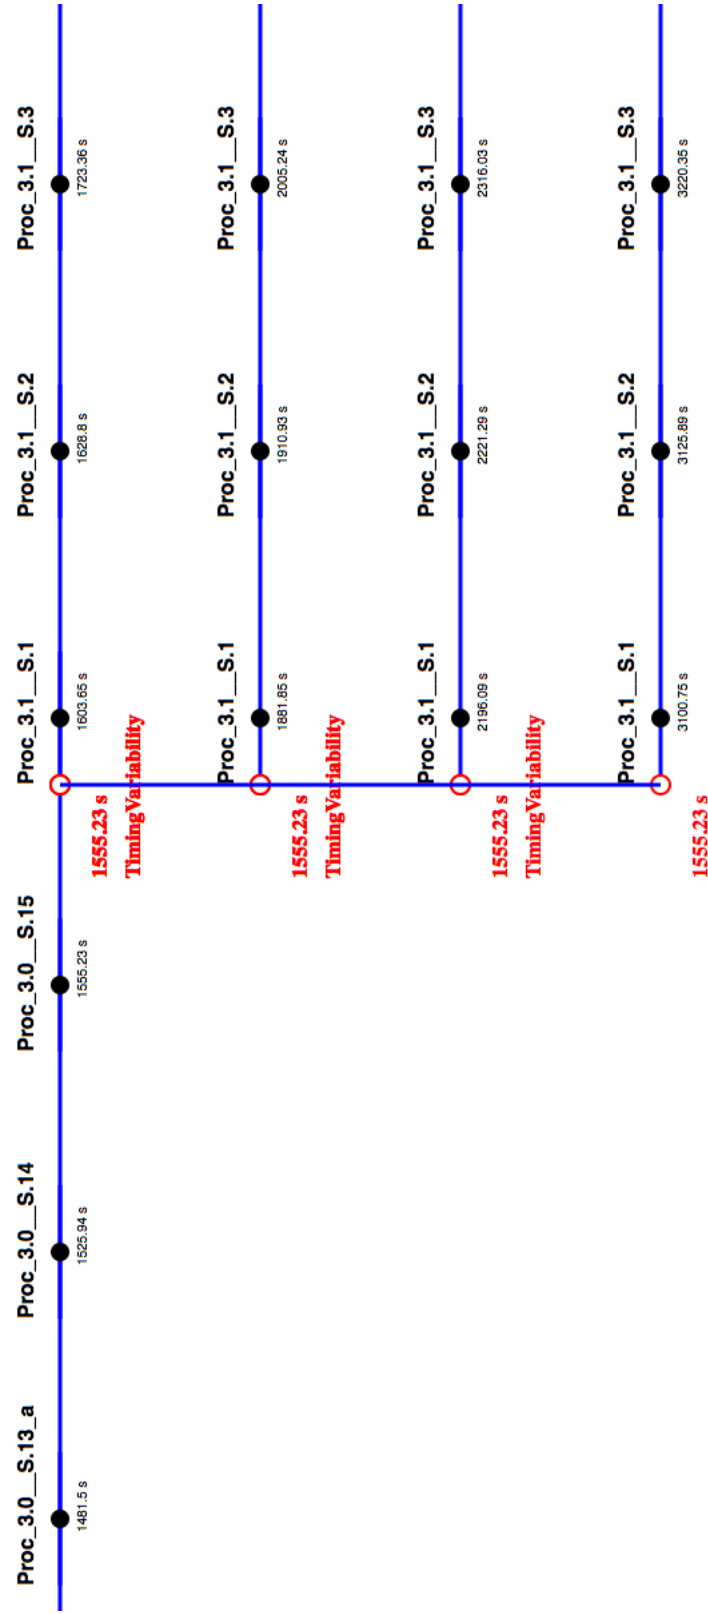 Proc_3.0__S.13_a
1481.5 s
Proc_3.0__S.14
1525.94 s
Proc_3.0__S.15
1555.23 s
1555.23 s
TimingVariability
Proc_3.1__S.1
1603.65 s
Proc_3.1__S.2
1628.8 s
Proc_3.1__S.3
1723.36 s
1555.23 s
TimingVariability
Proc_3.1__S.1
1881.85 s
Proc_3.1__S.2
1910.93 s
Proc_3.1__S.3
2005.24 s
1555.23 s
TimingVariability
Proc_3.1__S.1
2196.09 s
Proc_3.1__S.2
2221.29 s
Proc_3.1__S.3
2316.03 s
1555.23 s
Proc_3.1__S.1
3100.75 s
Proc_3.1__S.2
3125.89 s
Proc_3.1__S.3
3220.35 s